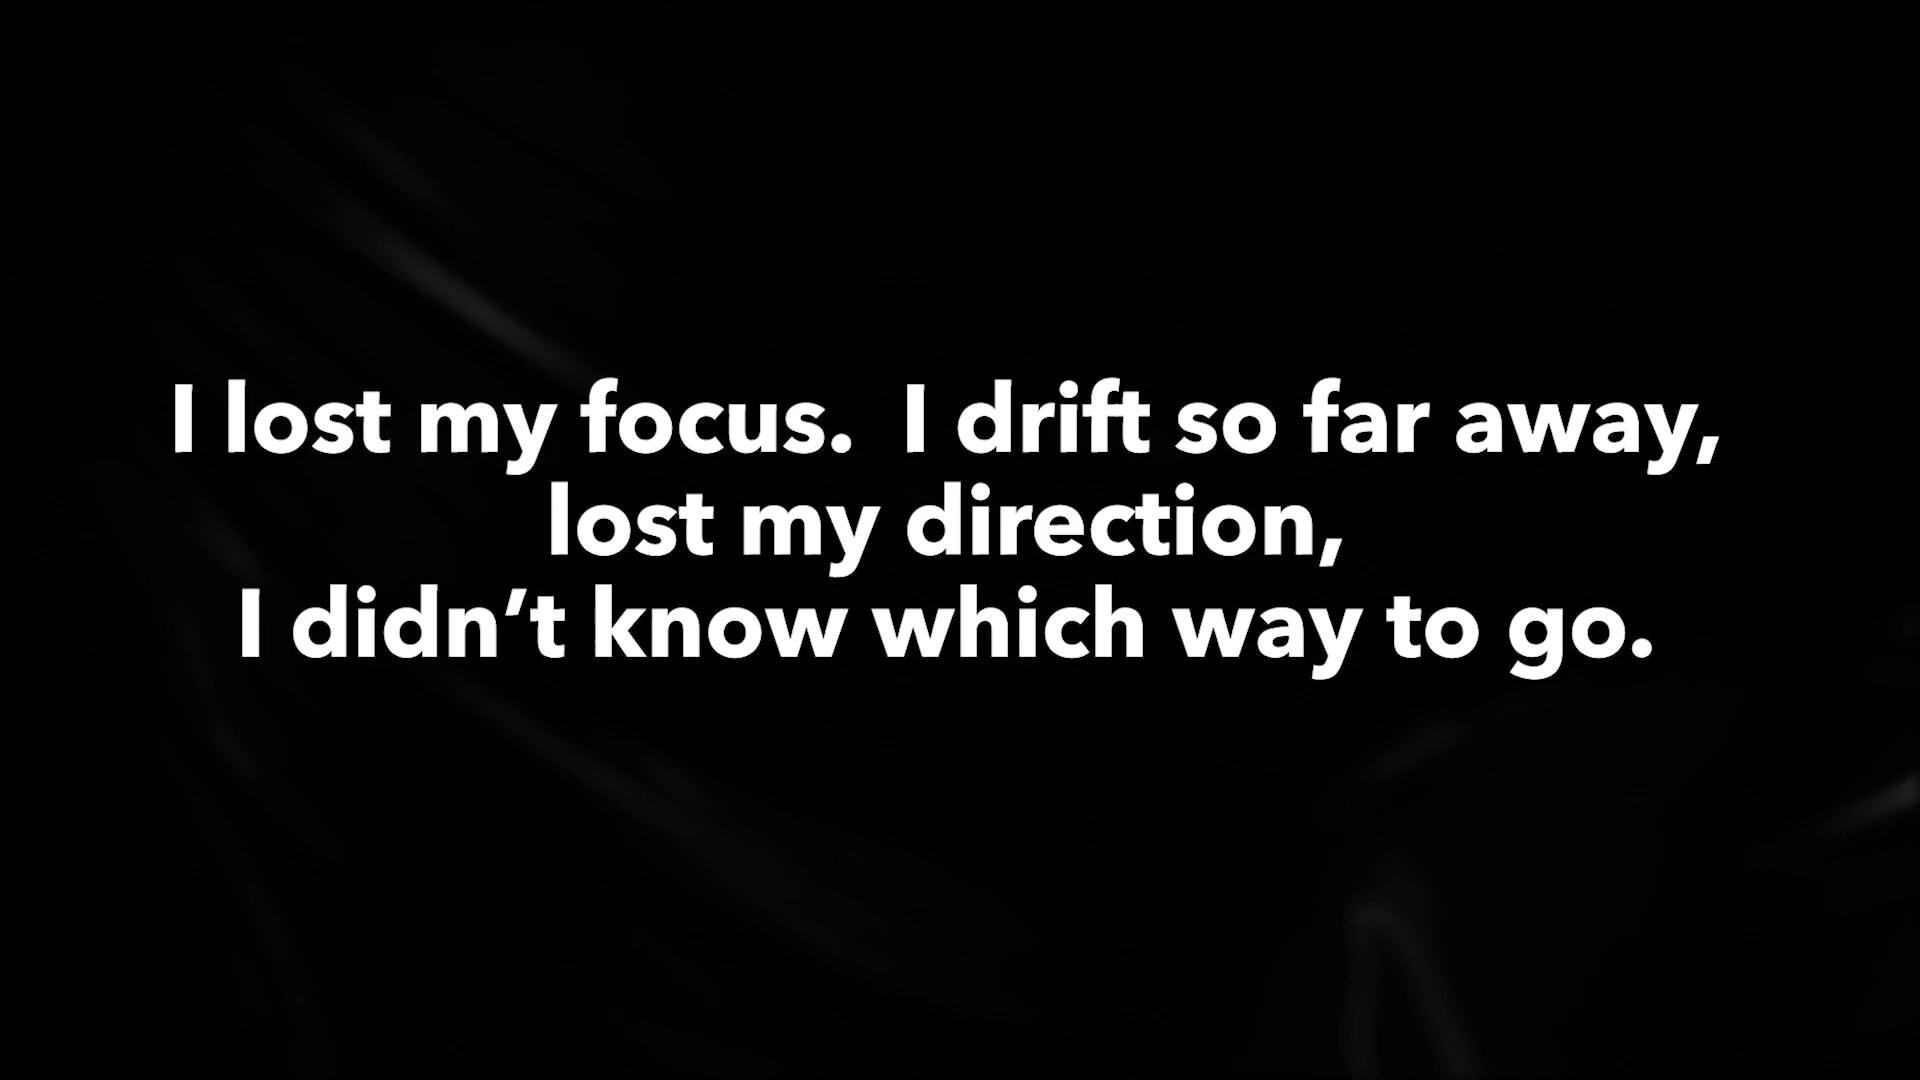 I lost my focus.  I drift so far away,
lost my direction,
I didn’t know which way to go.